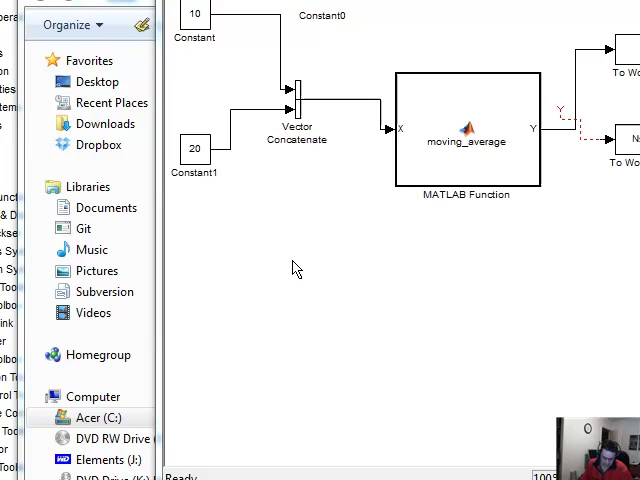 Organize
Favorites
Desktop
Recent Places
Downloads
Dropbox
Libraries
Documents
Git
Music
Pictures
Subversion
Videos
Homegroup
Computer
Acer (C:)
DVD RW Drive (
Elements (J:)
10
Constant
Constant0
20
Constant1
Vector
Concatenate
X
moving_average
Y
MATLAB Function
Y
To Wo
To Wo
Ready
100%